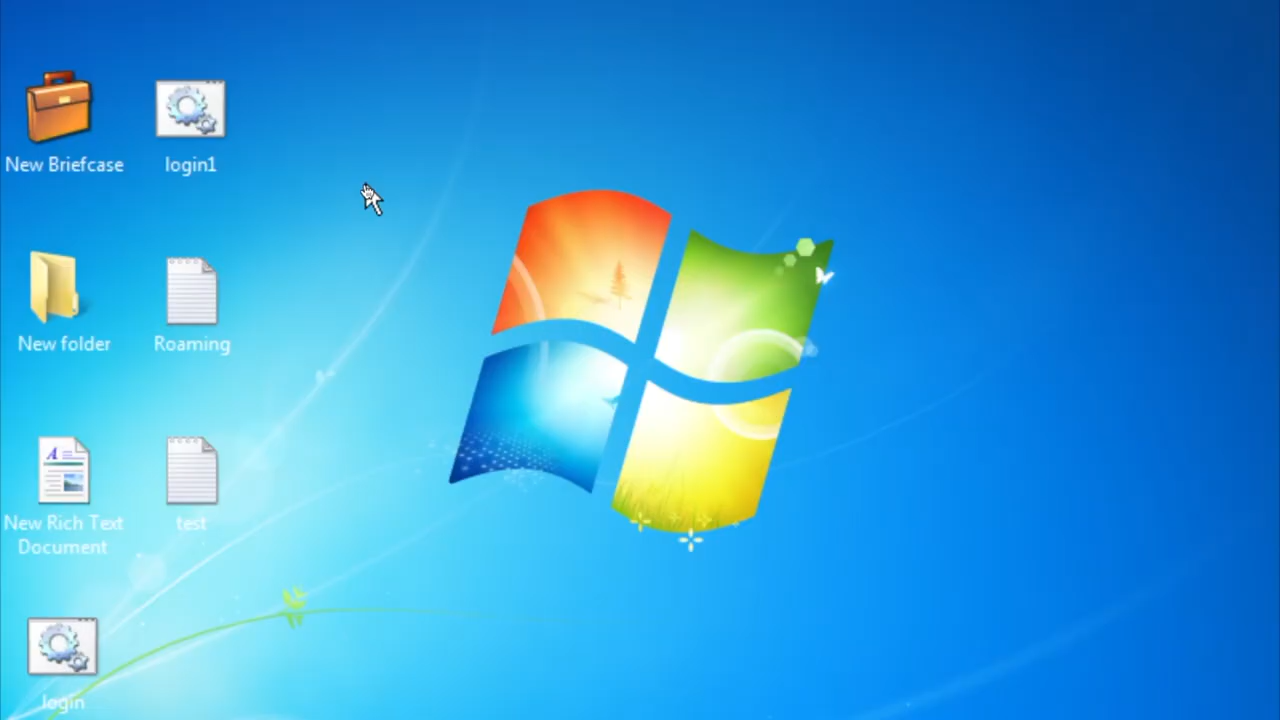 New Briefcase
login1
New folder
Roaming
New Rich Text
Document
test
login